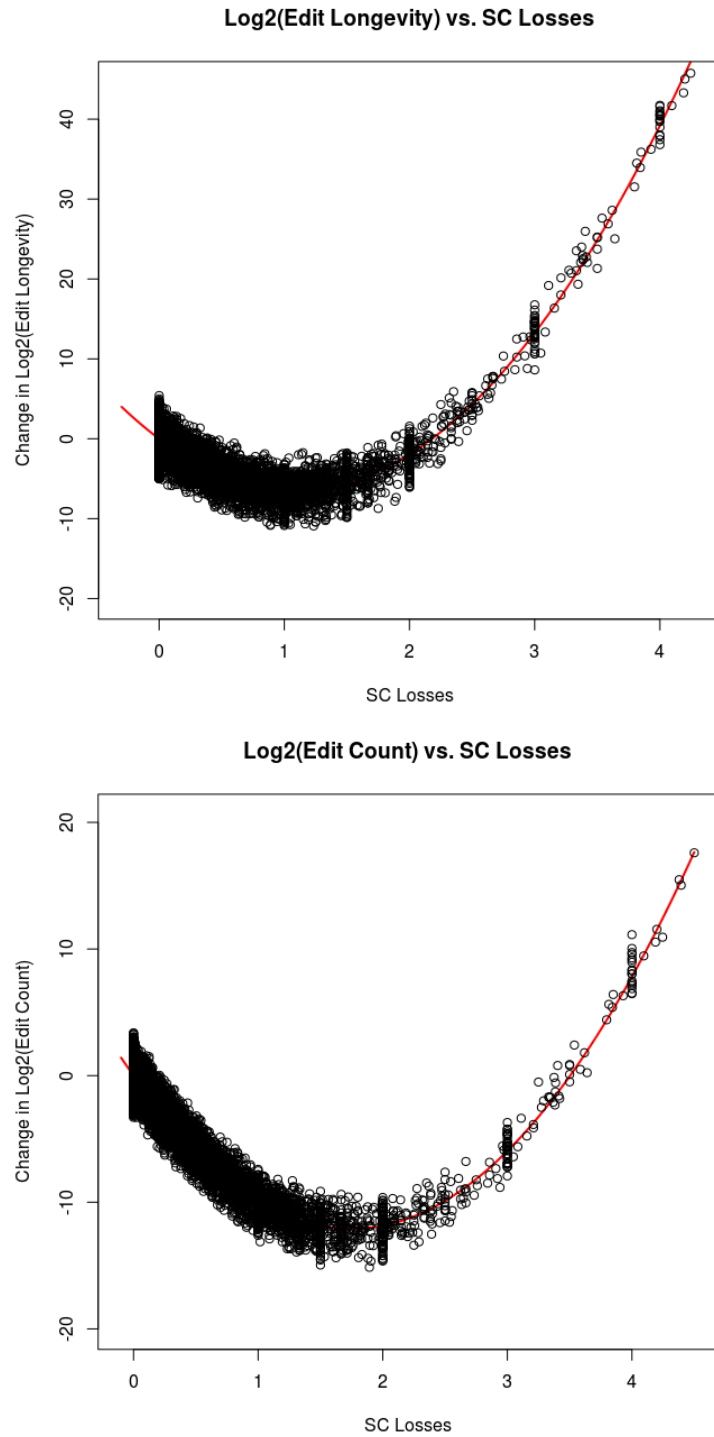 Log2(Edit Longevity) vs. SC Losses
Change in Log2(Edit Longevity)
40
30
20
10
0
-10
-20
0 1 2 3 4
SC Losses
Log2(Edit Count) vs. SC Losses
Change in Log2(Edit Count)
20
10
0
-10
-20
0 1 2 3 4
SC Losses